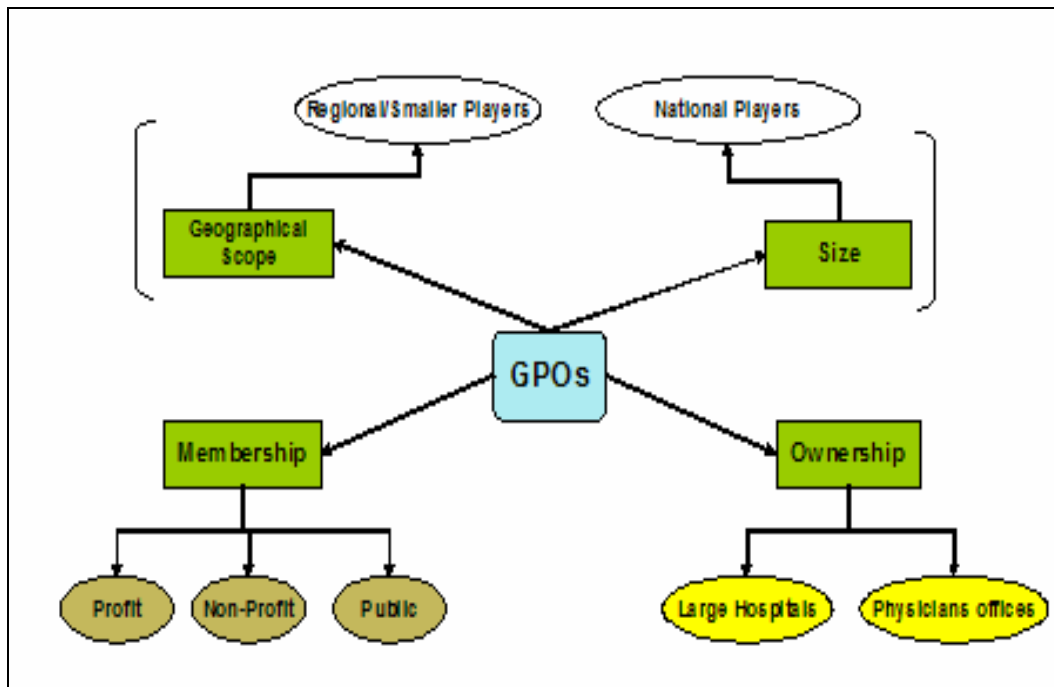 Regional/Smaller Players
National Players
Geographical
Scope
Size
GPOs
Membership
Ownership
Profit
Non-Profit
Public
Large Hospitals
Physicians offices